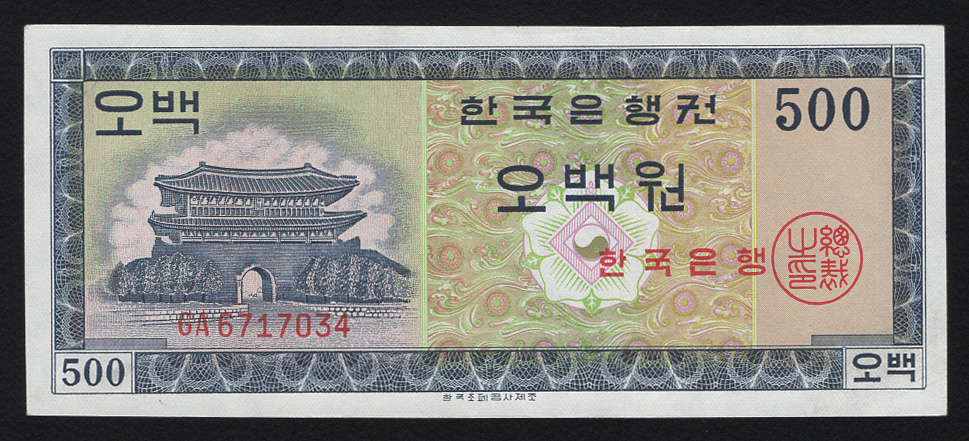 오백
한국은행권
500
오백원
한국은행
總裁之印
GA6717034
500
오백
한국조폐공사제조